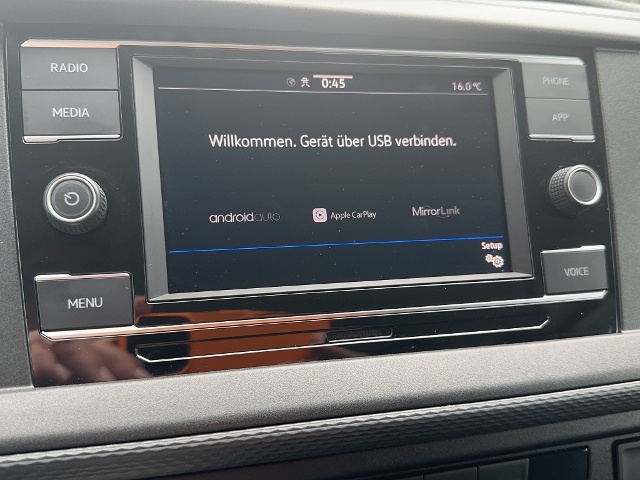 RADIO
MEDIA
MENU
0:45
16.0 °C
Willkommen. Gerät über USB verbinden.
androidauto
Apple CarPlay
MirrorLink
Setup
PHONE
APP
VOICE